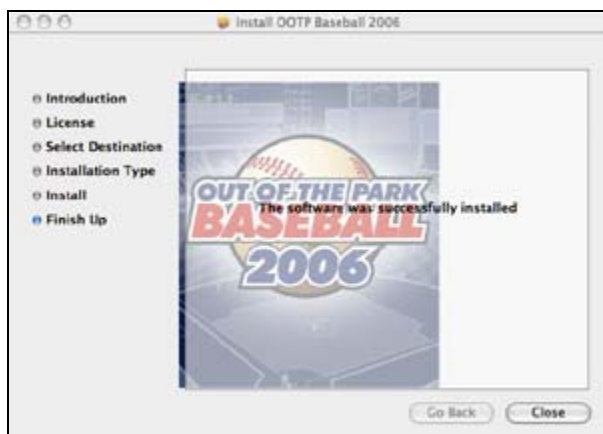 Install OOTP Baseball 2006
Introduction
License
Select Destination
Installation Type
Install
Finish Up
OUT OF THE PARK
BASEBALL
2006
The software was successfully installed
Go Back
Close